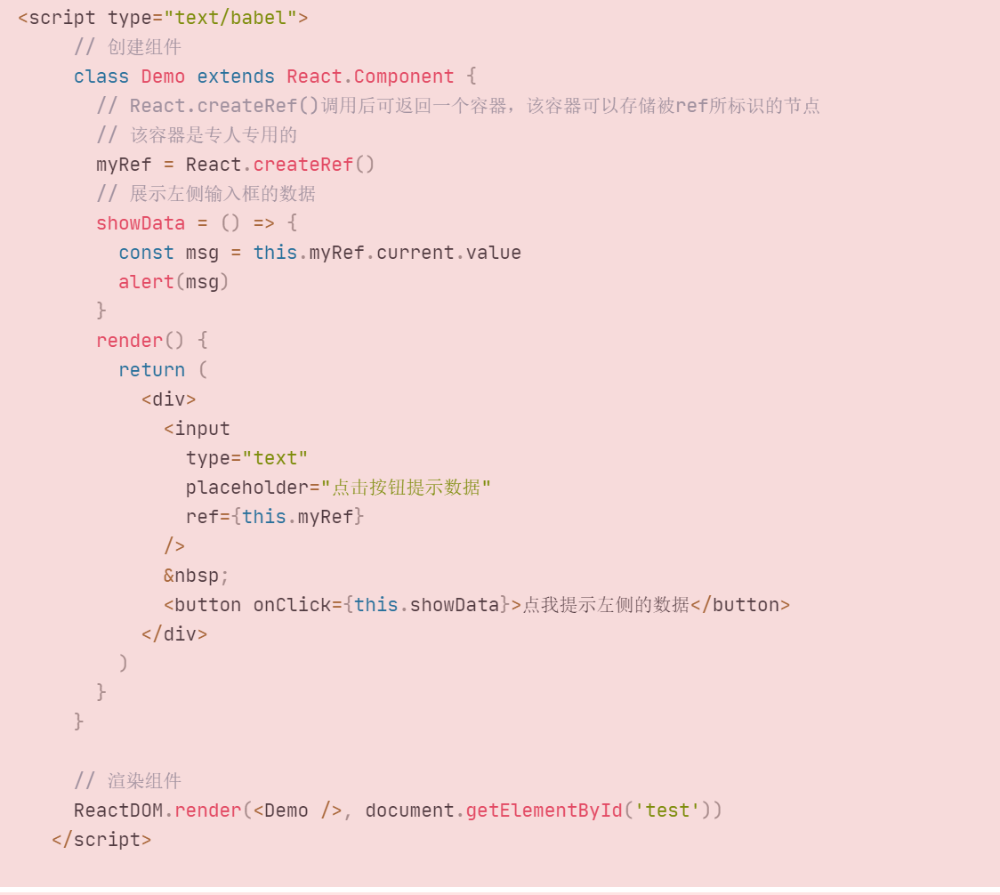 <script type="text/babel">
// 创建组件
class Demo extends React.Component {
// React.createRef()调用后可返回一个容器，该容器可以存储被ref所标识的节点
// 该容器是专人专用的
myRef = React.createRef()
// 展示左侧输入框的数据
showData = () => {
const msg = this.myRef.current.value
alert(msg)
}
render() {
return (
<div>
<input
type="text"
placeholder="点击按钮提示数据"
ref={this.myRef}
/>
&nbsp;
<button onClick={this.showData}>点我提示左侧的数据</button>
</div>
)
}
}
// 渲染组件
ReactDOM.render(<Demo />, document.getElementById('test'))
</script>